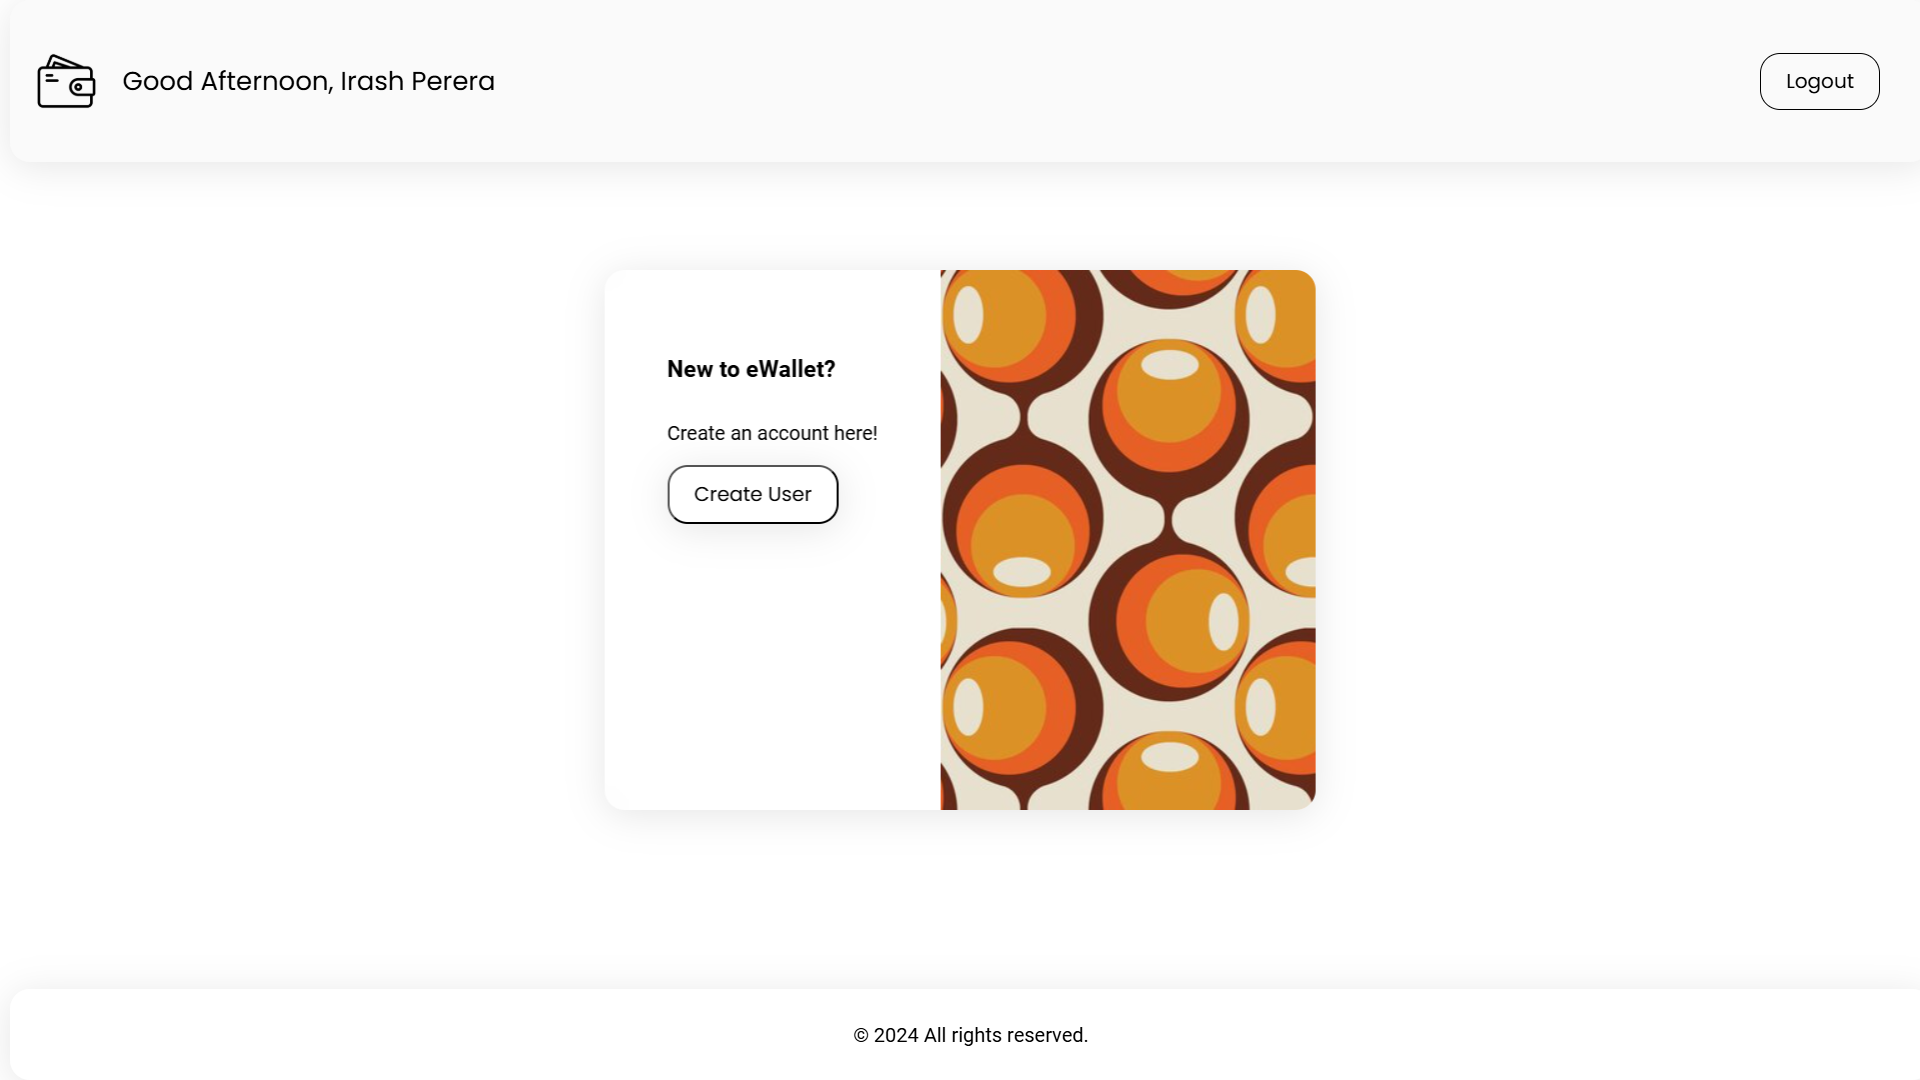 Good Afternoon, Irash Perera
Logout
New to eWallet?
Create an account here!
Create User
© 2024 All rights reserved.